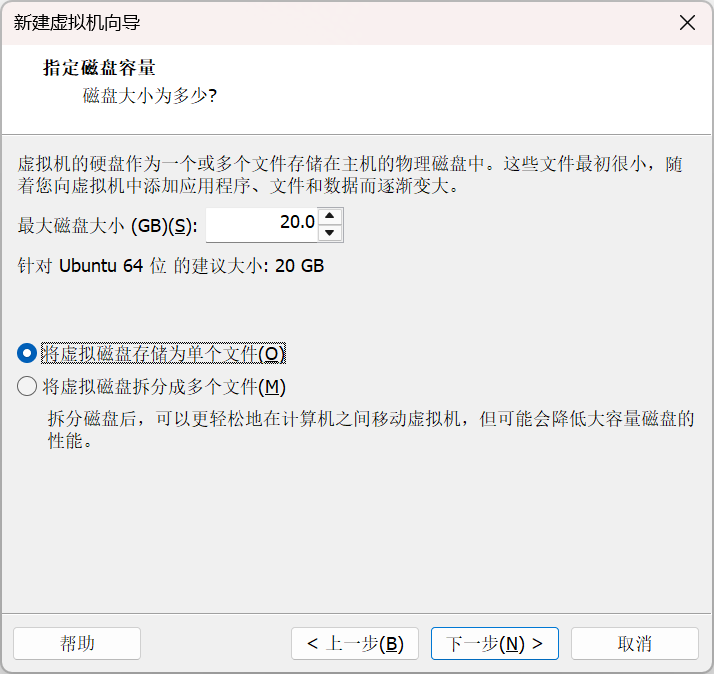 新建虚拟机向导
指定磁盘容量
磁盘大小为多少?
虚拟机的硬盘作为一个或多个文件存储在主机的物理磁盘中。这些文件最初很小，随
着您向虚拟机中添加应用程序、文件和数据而逐渐变大。
最大磁盘大小 (GB)(S): 20.0
针对 Ubuntu 64 位 的建议大小: 20 GB
将虚拟磁盘存储为单个文件(O)
将虚拟磁盘拆分成多个文件(M)
拆分磁盘后，可以更轻松地在计算机之间移动虚拟机，但可能会降低大容量磁盘的
性能。
帮助 < 上一步(B) 下一步(N) > 取消